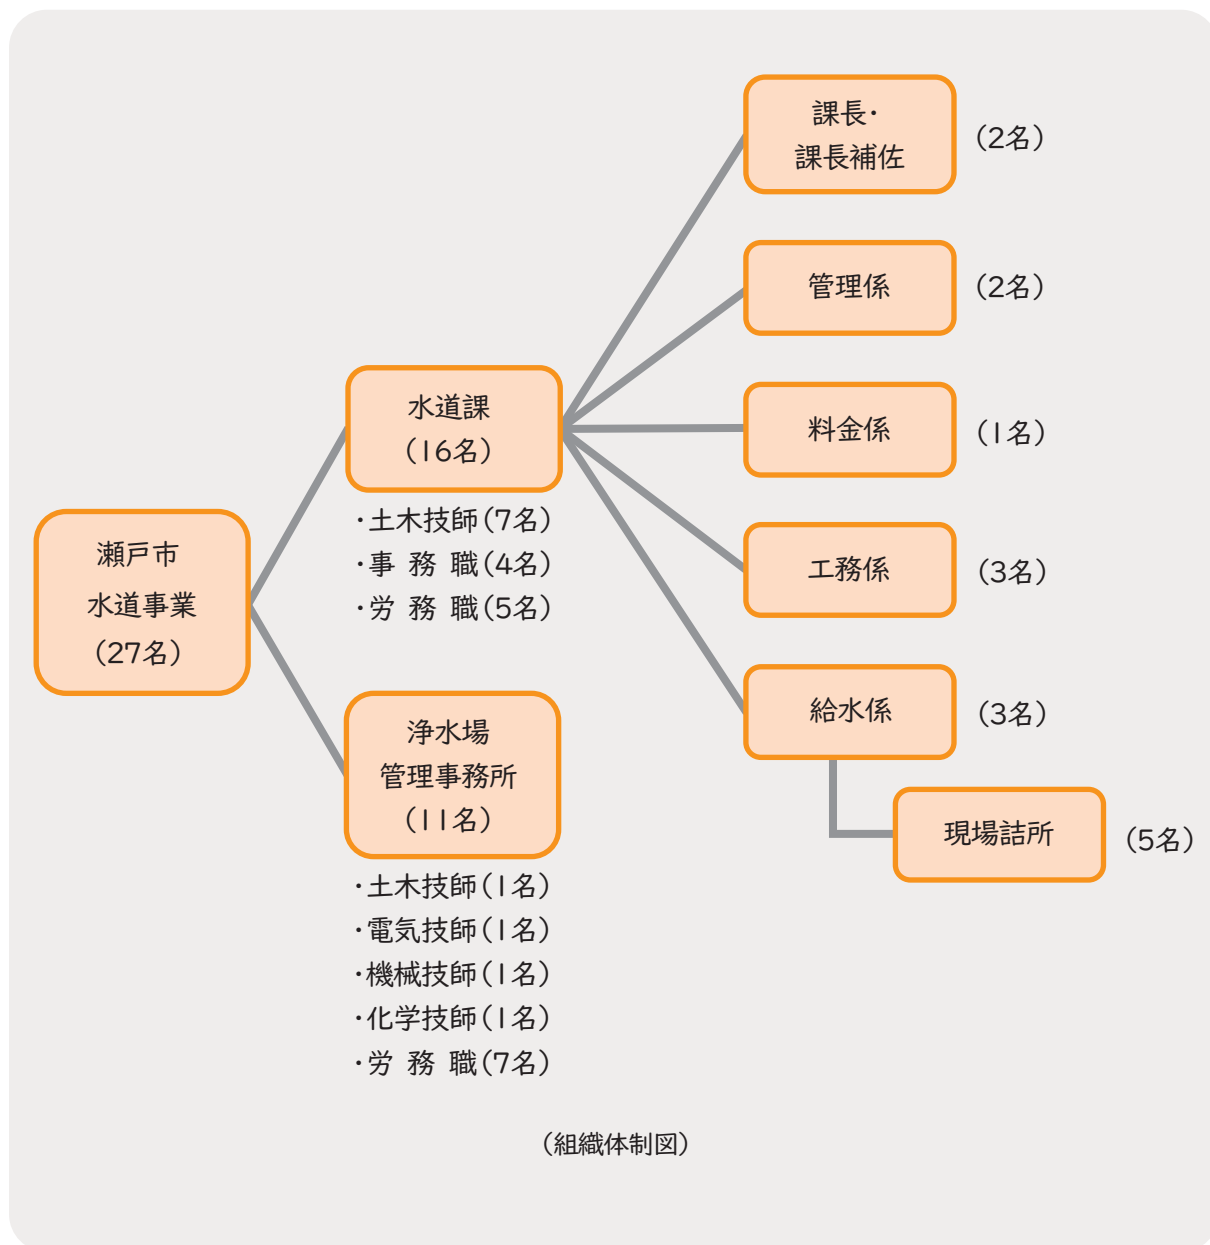 瀬戸市
水道事業
(27名)
水道課
(16名)
・土木技師(7名)
・事 務 職(4名)
・労 務 職(5名)
浄水場
管理事務所
(11名)
・土木技師(1名)
・電気技師(1名)
・機械技師(1名)
・化学技師(1名)
・労 務 職(7名)
課長・
課長補佐
(2名)
管理係
(2名)
料金係
(1名)
工務係
(3名)
給水係
(3名)
現場詰所
(5名)
(組織体制図)